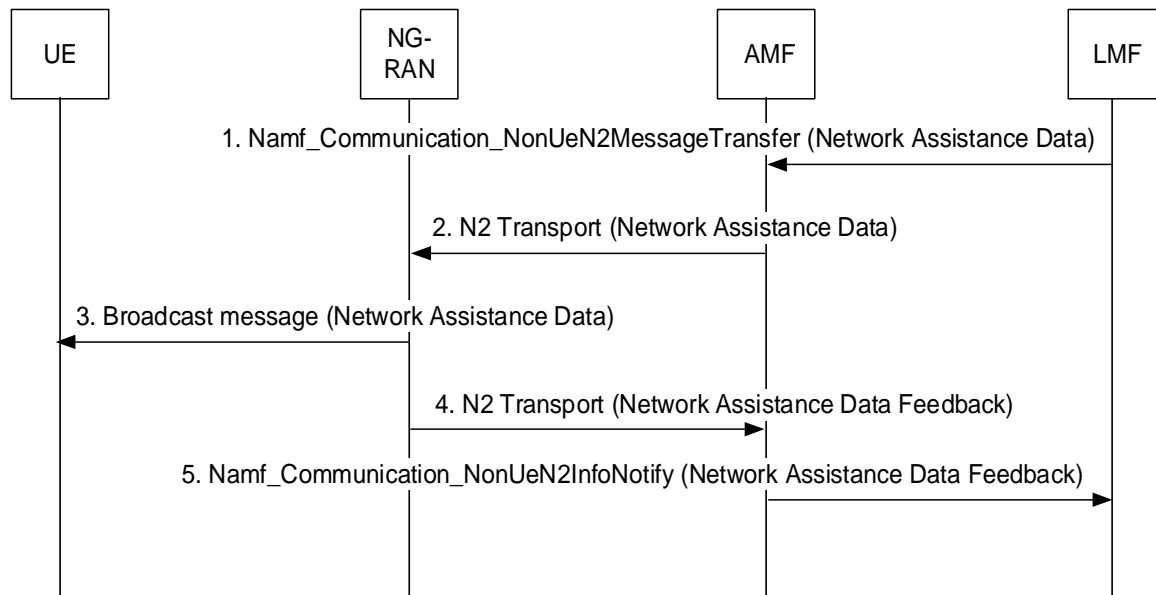 UE
NG-
RAN
AMF
LMF
1. Namf_Communication_NonUeN2MessageTransfer (Network Assistance Data)
2. N2 Transport (Network Assistance Data)
3. Broadcast message (Network Assistance Data)
4. N2 Transport (Network Assistance Data Feedback)
5. Namf_Communication_NonUeN2InfoNotify (Network Assistance Data Feedback)